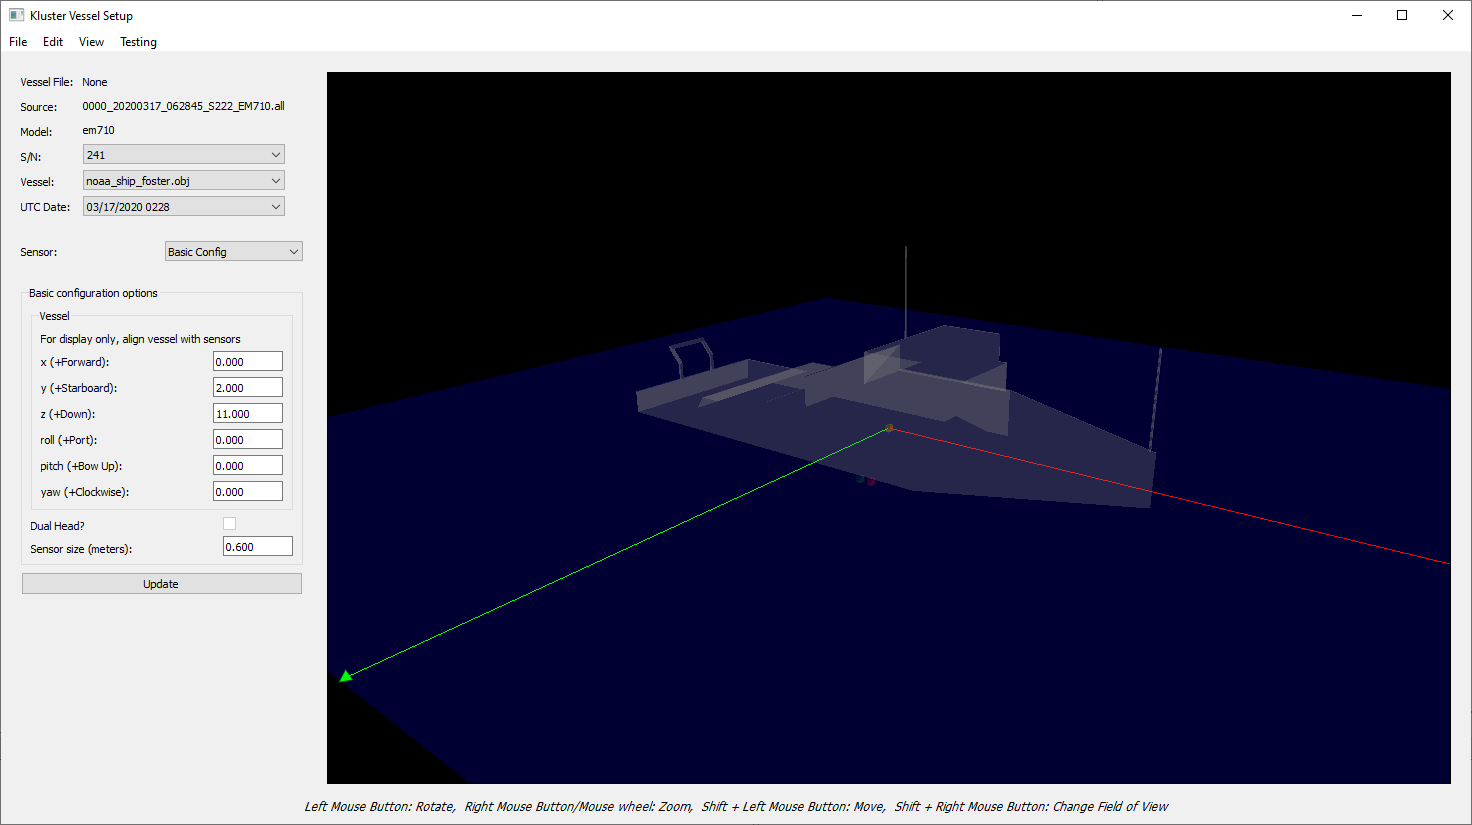 Kluster Vessel Setup
File Edit View Testing
Vessel File: None
Source: 0000_20200317_062845_S222_EM710.all
Model: em710
S/N: 241
Vessel: noaa_ship_foster.obj
UTC Date: 03/17/2020 0228
Sensor: Basic Config
Basic configuration options
Vessel
For display only, align vessel with sensors
x (+Forward): 0.000
y (+Starboard): 2.000
z (+Down): 11.000
roll (+Port): 0.000
pitch (+Bow Up): 0.000
yaw (+Clockwise): 0.000
Dual Head?
Sensor size (meters): 0.600
Update
Left Mouse Button: Rotate, Right Mouse Button/Mouse wheel: Zoom, Shift + Left Mouse Button: Move, Shift + Right Mouse Button: Change Field of View